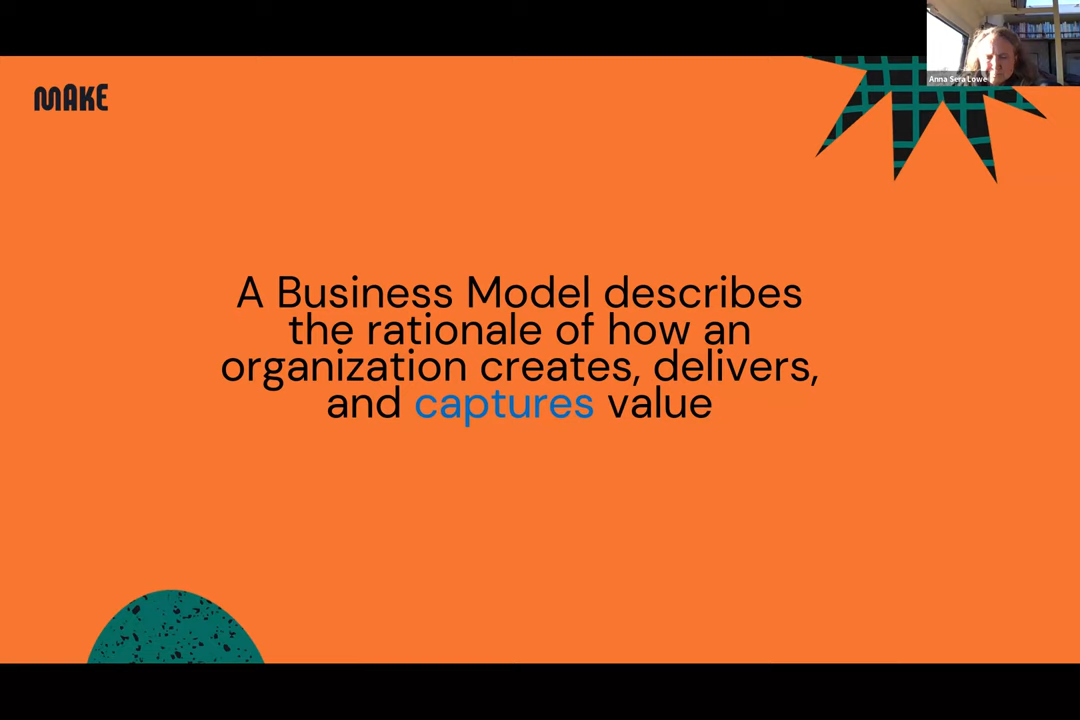 MAKE
Anna Sera Lowe
A Business Model describes
the rationale of how an
organization creates, delivers,
and captures value